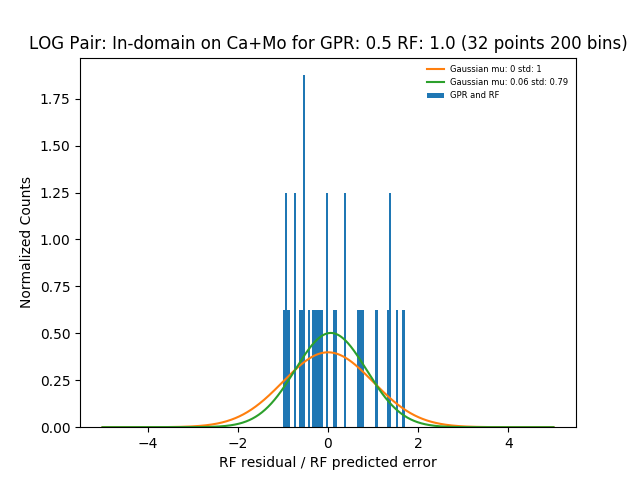 LOG Pair: In-domain on Ca+Mo for GPR: 0.5 RF: 1.0 (32 points 200 bins)
Gaussian mu: 0 std: 1
Gaussian mu: 0.06 std: 0.79
GPR and RF
Normalized Counts
1.75
1.50
1.25
1.00
0.75
0.50
0.25
0.00
−4 −2 0 2 4
RF residual / RF predicted error